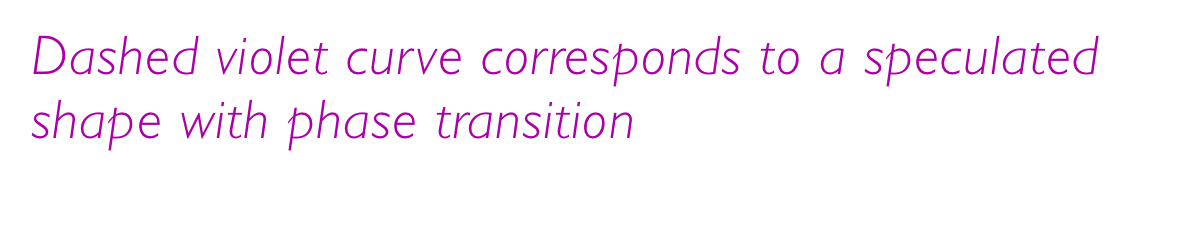 Dashed violet curve corresponds to a speculated
shape with phase transition